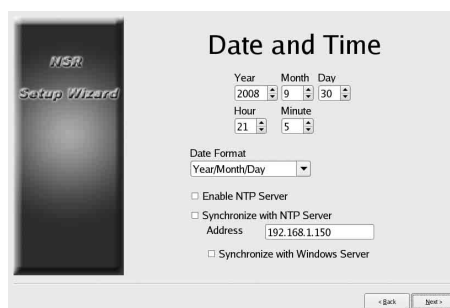 NSR
Setup Wizard
Date and Time
Year Month Day
2008 9 30
Hour Minute
21 5
Date Format
Year/Month/Day
Enable NTP Server
Synchronize with NTP Server
Address 192.168.1.150
Synchronize with Windows Server
< Back Next >